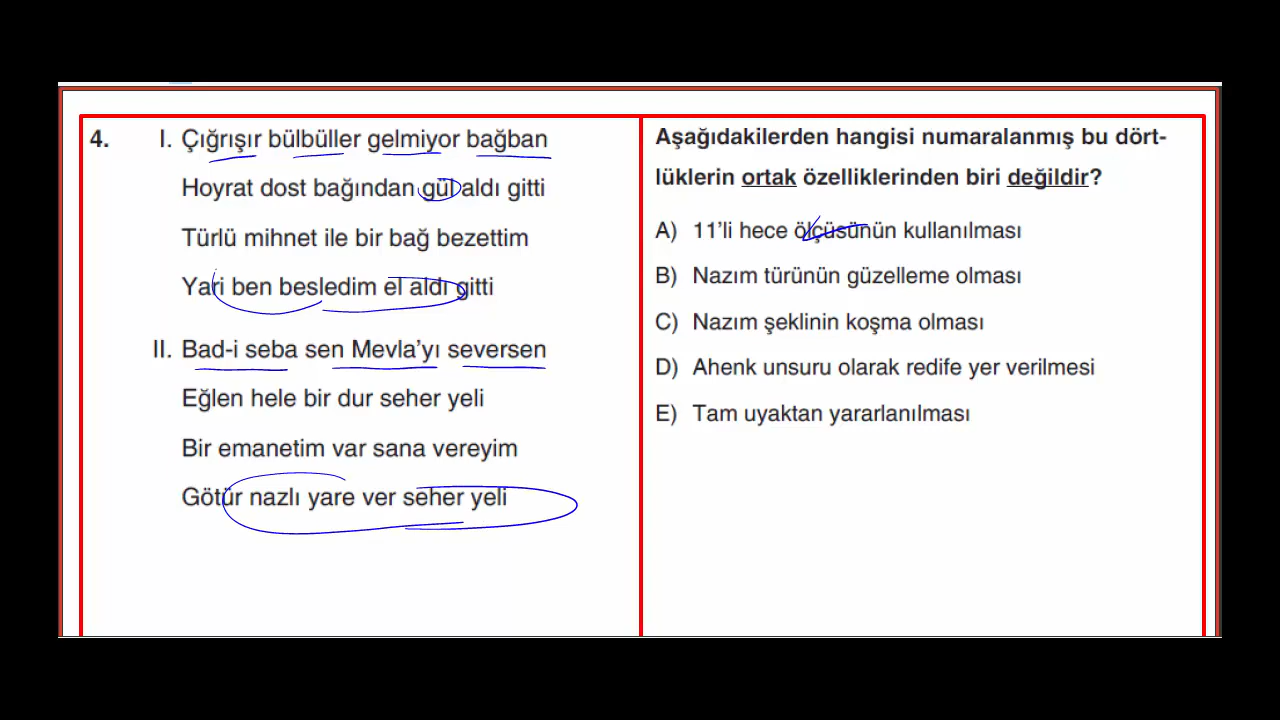 4. I. Çığrışır bülbüller gelmiyor bağban
Hoyrat dost bağından gül aldı gitti
Türlü mihnet ile bir bağ bezettim
Yari ben besledim el aldı gitti
II. Bad-i seba sen Mevla'yı seversen
Eğlen hele bir dur seher yeli
Bir emanetim var sana vereyim
Götür nazlı yare ver seher yeli
Aşağıdakilerden hangisi numaralanmış bu dört-
lüklerin ortak özelliklerinden biri değildir?
A) 11'li hece ölçüsünün kullanılması
B) Nazım türünün güzelleme olması
C) Nazım şeklinin koşma olması
D) Ahenk unsuru olarak redife yer verilmesi
E) Tam uyaktan yararlanılması